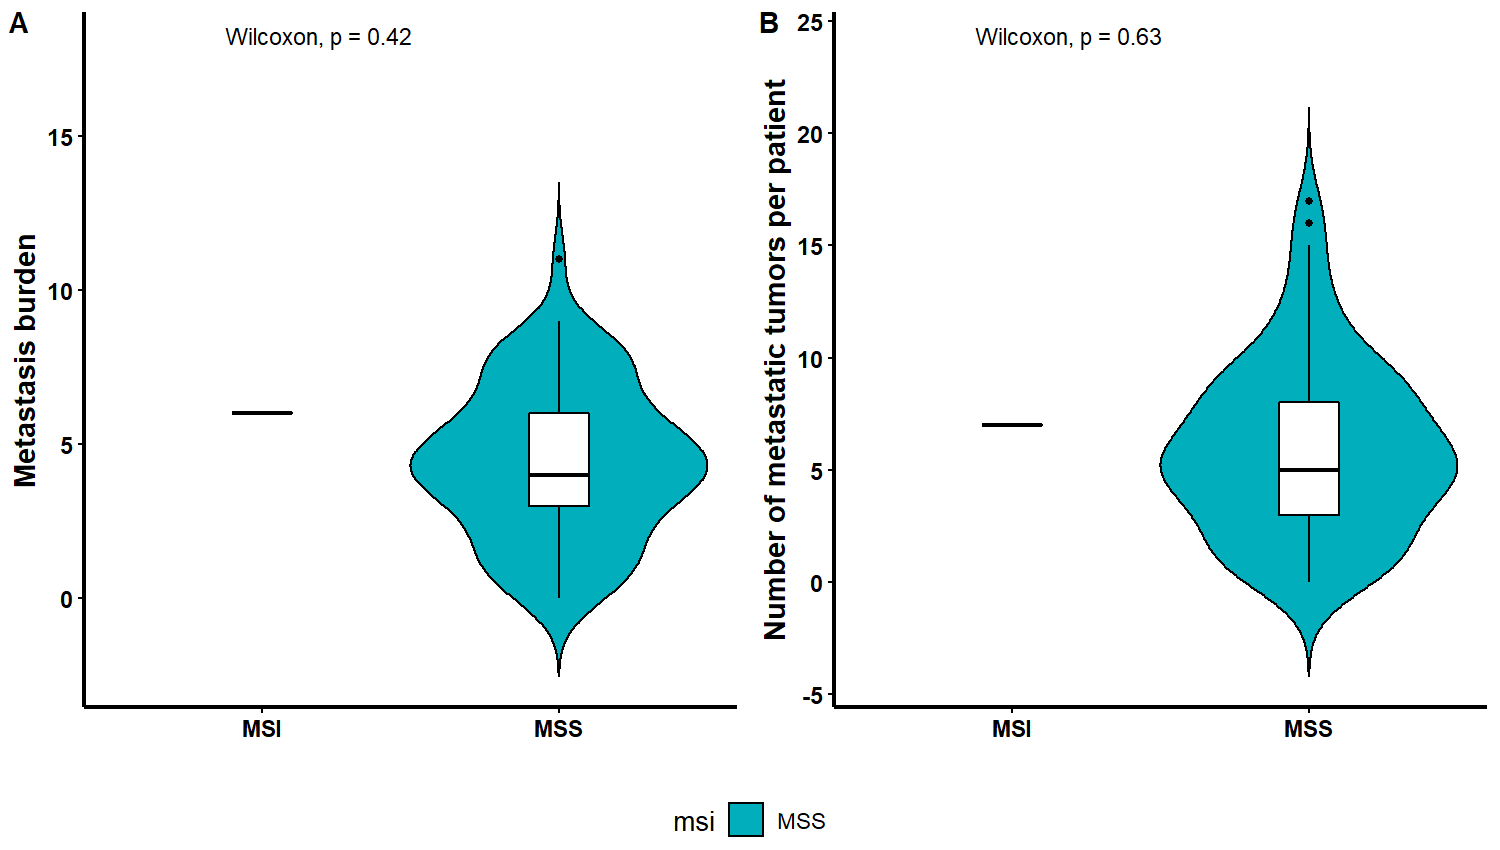 A
Wilcoxon, p = 0.42
Metastasis burden
15
10
5
0
MSI
MSS
B
Wilcoxon, p = 0.63
Number of metastatic tumors per patient
25
20
15
10
5
0
-5
MSI
MSS
msi
MSS